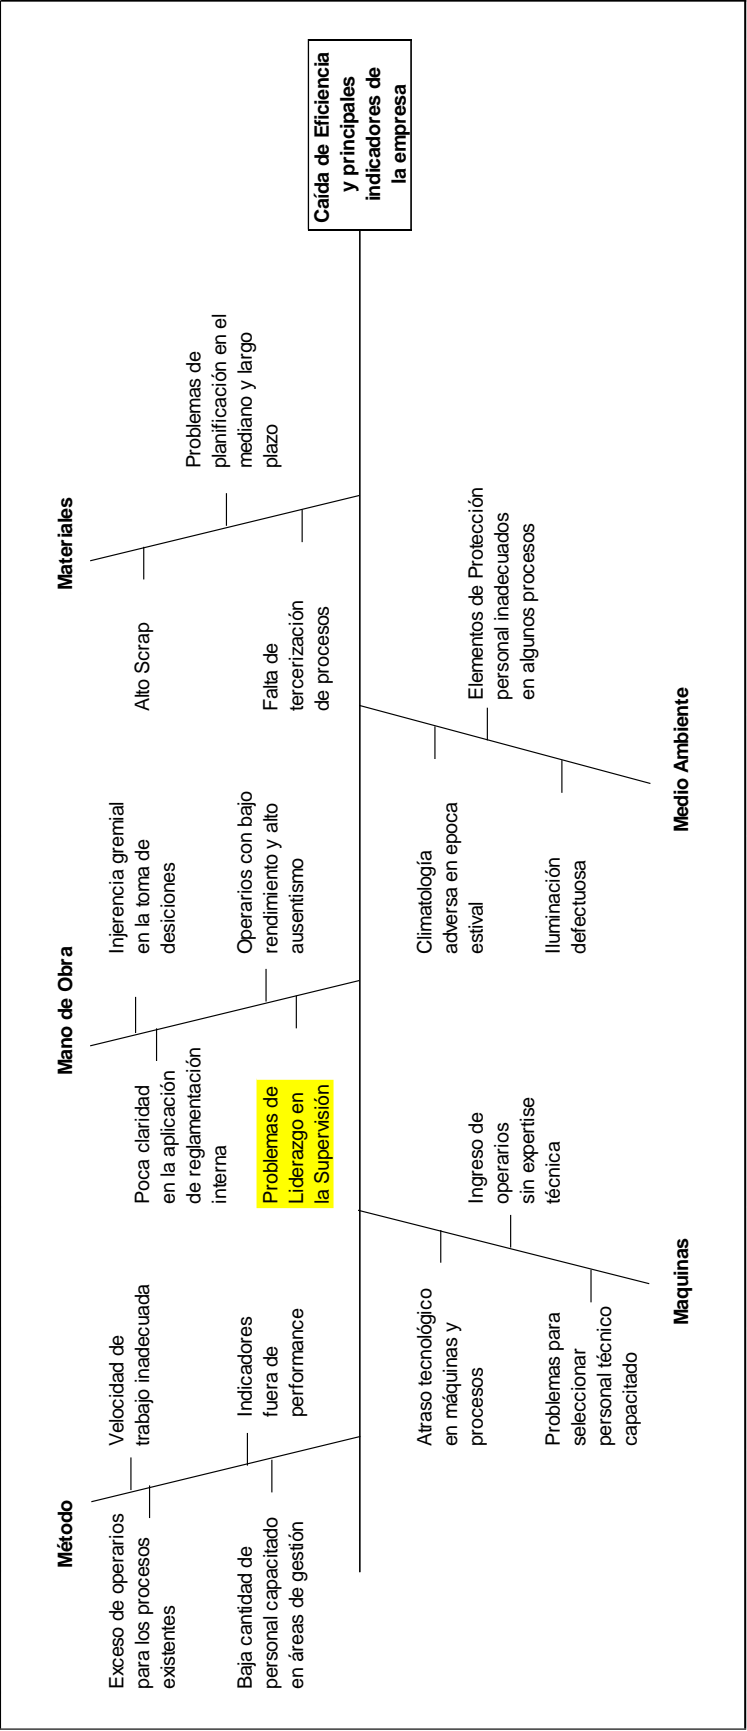 Método
Exceso de operarios
para los procesos
existentes
Velocidad de
trabajo inadecuada
Baja cantidad de
personal capacitado
en áreas de gestión
Indicadores
fuera de
performance
Mano de Obra
Poca claridad
en la aplicación
de reglamentación
interna
Injerencia gremial
en la toma de
desiciones
Problemas de
Liderazgo en
la Supervisión
Operarios con bajo
rendimiento y alto
ausentismo
Materiales
Alto Scrap
Problemas de
planificación en el
mediano y largo
plazo
Falta de
tercerización
de procesos
Caída de Eficiencia
y principales
indicadores de
la empresa
Atraso tecnológico
en máquinas y
procesos
Ingreso de
operarios
sin expertise
técnica
Problemas para
seleccionar
personal técnico
capacitado
Maquinas
Climatología
adversa en epoca
estival
Elementos de Protección
personal inadecuados
en algunos procesos
Iluminación
defectuosa
Medio Ambiente